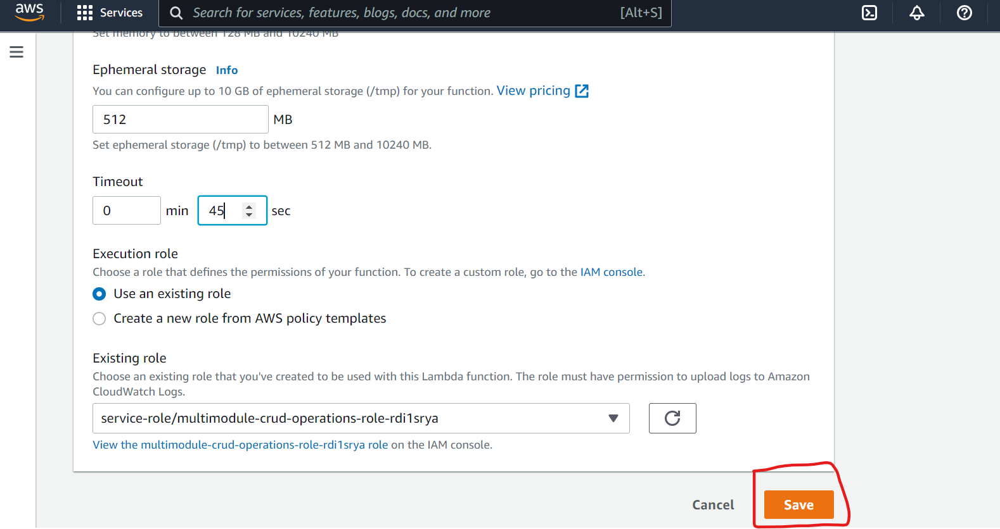 aws
Services
Search for services, features, blogs, docs, and more [Alt+S]
Set memory to between 128 MB and 10240 MB
Ephemeral storage Info
You can configure up to 10 GB of ephemeral storage (/tmp) for your function. View pricing
512 MB
Set ephemeral storage (/tmp) to between 512 MB and 10240 MB.
Timeout
0 min 45 sec
Execution role
Choose a role that defines the permissions of your function. To create a custom role, go to the IAM console.
Use an existing role
Create a new role from AWS policy templates
Existing role
Choose an existing role that you've created to be used with this Lambda function. The role must have permission to upload logs to Amazon
CloudWatch Logs.
service-role/multimodule-crud-operations-role-rdi1srya
View the multimodule-crud-operations-role-rdi1srya role on the IAM console.
Cancel Save